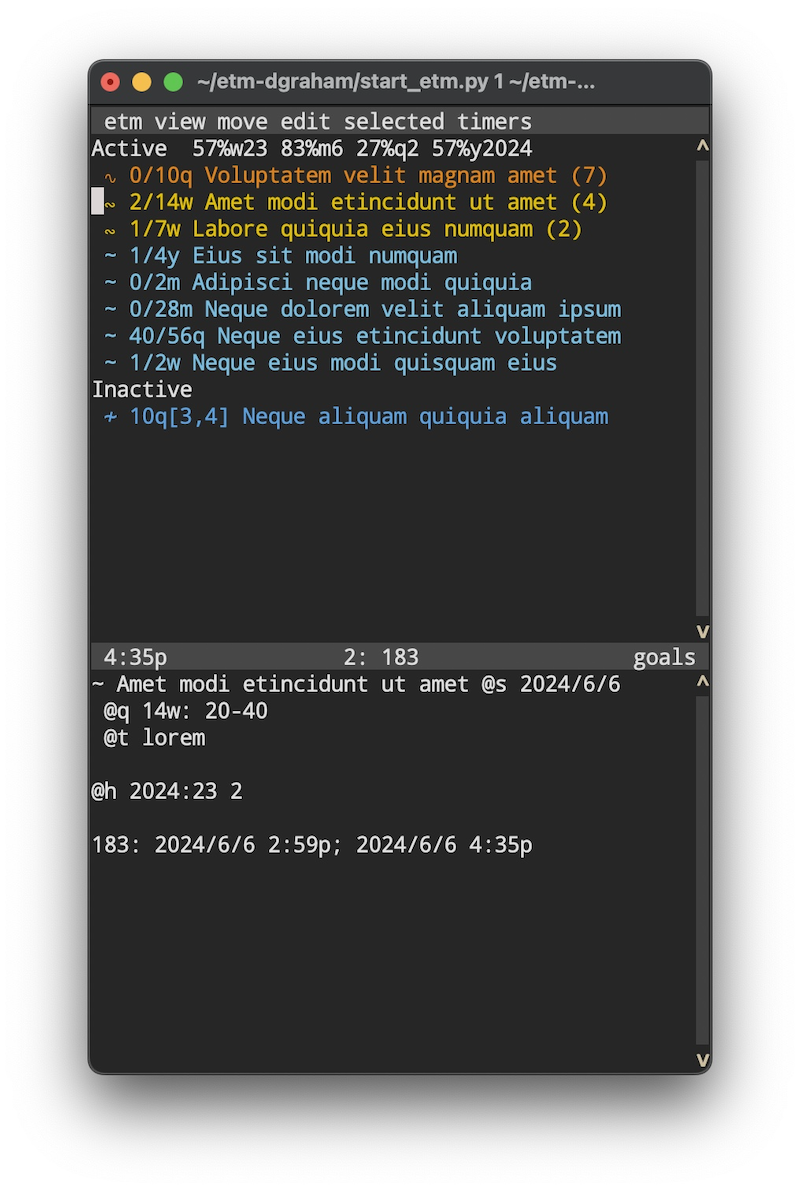 ~/etm-dgraham/start_etm.py 1 ~/etm-...
etm view move edit selected timers
Active  57%w23 83%m6 27%q2 57%y2024
∿ 0/10q Voluptatem velit magnam amet (7)
∾ 2/14w Amet modi etincidunt ut amet (4)
∾ 1/7w Labore quiquia eius numquam (2)
~ 1/4y Eius sit modi numquam
~ 0/2m Adipisci neque modi quiquia
~ 0/28m Neque dolorem velit aliquam ipsum
~ 40/56q Neque eius etincidunt voluptatem
~ 1/2w Neque eius modi quisquam eius
Inactive
≁ 10q[3,4] Neque aliquam quiquia aliquam
4:35p 2: 183 goals
~ Amet modi etincidunt ut amet @s 2024/6/6
@q 14w: 20-40
@t lorem
@h 2024:23 2
183: 2024/6/6 2:59p; 2024/6/6 4:35p